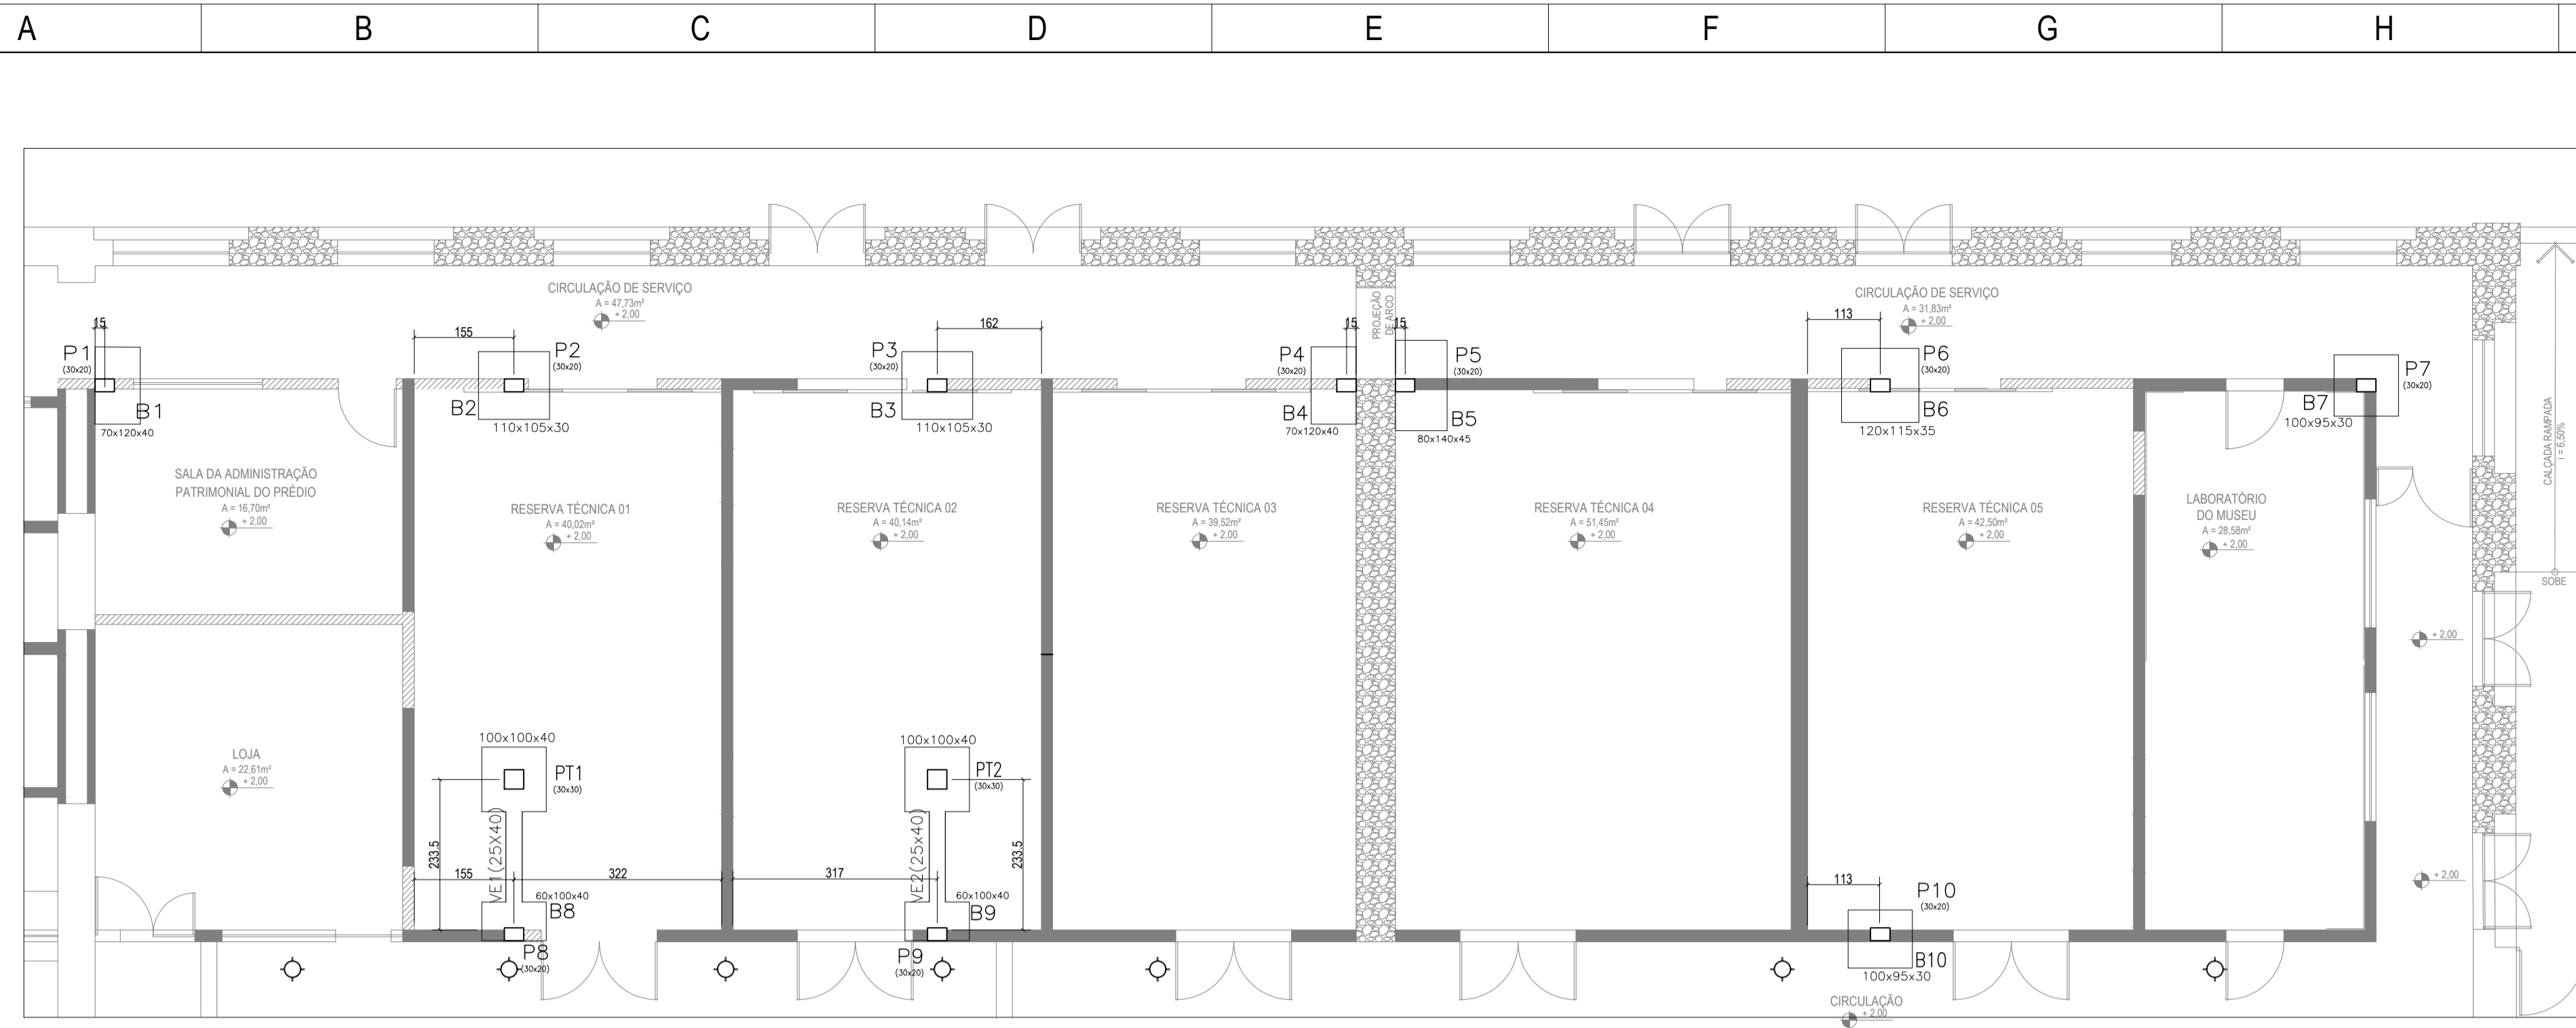 A B C D E F G H
CIRCULAÇÃO DE SERVIÇO
A = 47,73m²
+ 2,00
PROJEÇÃO
DE ARCO
CIRCULAÇÃO DE SERVIÇO
A = 31,83m²
+ 2,00
15
155
162
15
15
113
P1
(30x20)
B1
70x120x40
P2
(30x20)
B2
110x105x30
P3
(30x20)
B3
110x105x30
P4
(30x20)
B4
70x120x40
P5
(30x20)
B5
80x140x45
P6
(30x20)
B6
120x115x35
P7
(30x20)
B7
100x95x30
CALÇADA RAMPADA
i = 6,50%
SOBE
SALA DA ADMINISTRAÇÃO
PATRIMONIAL DO PRÉDIO
A = 16,70m²
+ 2,00
RESERVA TÉCNICA 01
A = 40,02m²
+ 2,00
RESERVA TÉCNICA 02
A = 40,14m²
+ 2,00
RESERVA TÉCNICA 03
A = 39,52m²
+ 2,00
RESERVA TÉCNICA 04
A = 51,45m²
+ 2,00
RESERVA TÉCNICA 05
A = 42,50m²
+ 2,00
LABORATÓRIO
DO MUSEU
A = 28,58m²
+ 2,00
+ 2,00
LOJA
A = 22,61m²
+ 2,00
100x100x40
PT1
(30x30)
VE1(25X40)
233.5
155
322
60x100x40
B8
P8
(30x20)
100x100x40
PT2
(30x30)
VE2(25x40)
233.5
317
60x100x40
B9
P9
(30x20)
113
P10
(30x20)
B10
100x95x30
+ 2,00
CIRCULAÇÃO
+ 2,00